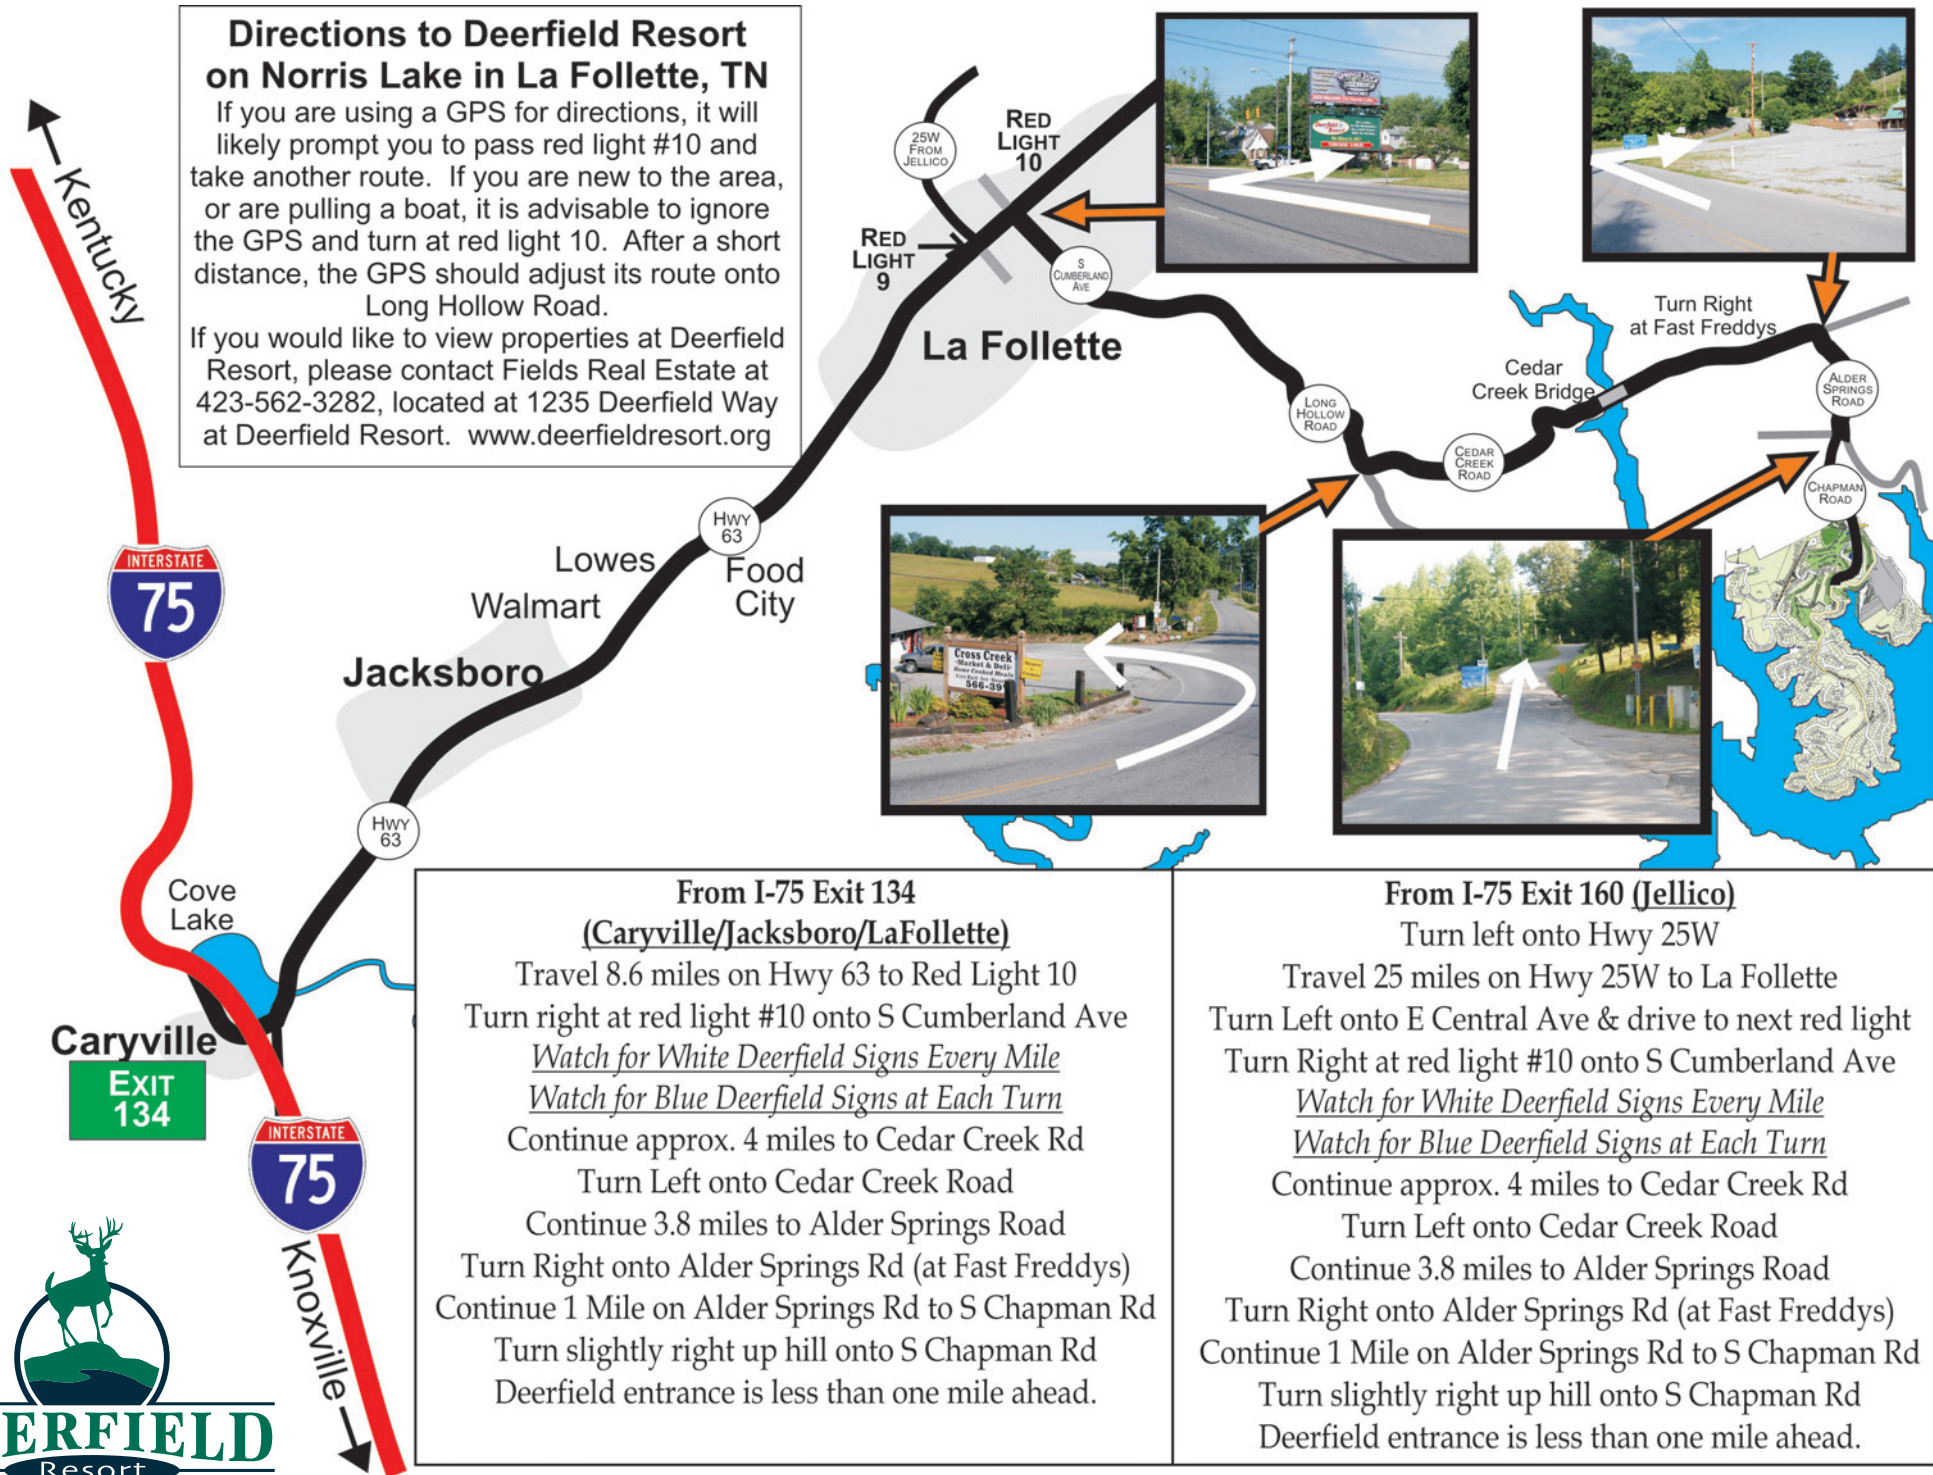 Directions to Deerfield Resort
on Norris Lake in La Follette, TN
If you are using a GPS for directions, it will
likely prompt you to pass red light #10 and
take another route. If you are new to the area,
or are pulling a boat, it is advisable to ignore
the GPS and turn at red light 10. After a short
distance, the GPS should adjust its route onto
Long Hollow Road.
If you would like to view properties at Deerfield
Resort, please contact Fields Real Estate at
423-562-3282, located at 1235 Deerfield Way
at Deerfield Resort. www.deerfieldresort.org
Kentucky
25W
FROM
JELLICO
RED
LIGHT
10
RED
LIGHT
9
S
CUMBERLAND
AVE
La Follette
Turn Right
at Fast Freddys
Cedar
Creek Bridge
LONG
HOLLOW
ROAD
CEDAR
CREEK
ROAD
ALDER
SPRINGS
ROAD
CHAPMAN
ROAD
HWY
63
Lowes
Walmart
Food
City
INTERSTATE
75
Jacksboro
Cross Creek
Market & Deli
Home Cooked Meals
566-39
HWY
63
Cove
Lake
Caryville
EXIT
134
INTERSTATE
75
Knoxville
ERFIELD
Resort
From I-75 Exit 134
(Caryville/Jacksboro/LaFollette)
Travel 8.6 miles on Hwy 63 to Red Light 10
Turn right at red light #10 onto S Cumberland Ave
Watch for White Deerfield Signs Every Mile
Watch for Blue Deerfield Signs at Each Turn
Continue approx. 4 miles to Cedar Creek Rd
Turn Left onto Cedar Creek Road
Continue 3.8 miles to Alder Springs Road
Turn Right onto Alder Springs Rd (at Fast Freddys)
Continue 1 Mile on Alder Springs Rd to S Chapman Rd
Turn slightly right up hill onto S Chapman Rd
Deerfield entrance is less than one mile ahead.
From I-75 Exit 160 (Jellico)
Turn left onto Hwy 25W
Travel 25 miles on Hwy 25W to La Follette
Turn Left onto E Central Ave & drive to next red light
Turn Right at red light #10 onto S Cumberland Ave
Watch for White Deerfield Signs Every Mile
Watch for Blue Deerfield Signs at Each Turn
Continue approx. 4 miles to Cedar Creek Rd
Turn Left onto Cedar Creek Road
Continue 3.8 miles to Alder Springs Road
Turn Right onto Alder Springs Rd (at Fast Freddys)
Continue 1 Mile on Alder Springs Rd to S Chapman Rd
Turn slightly right up hill onto S Chapman Rd
Deerfield entrance is less than one mile ahead.